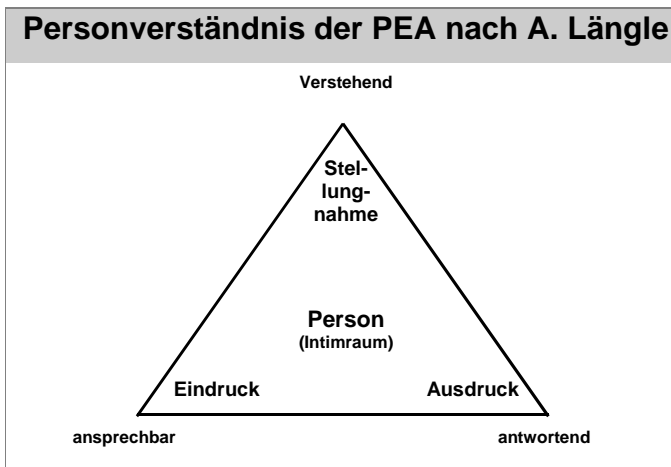 Personverständnis der PEA nach A. Längle
Verstehend
Stel-
lung-
nahme
Person
(Intimraum)
Eindruck Ausdruck
ansprechbar antwortend